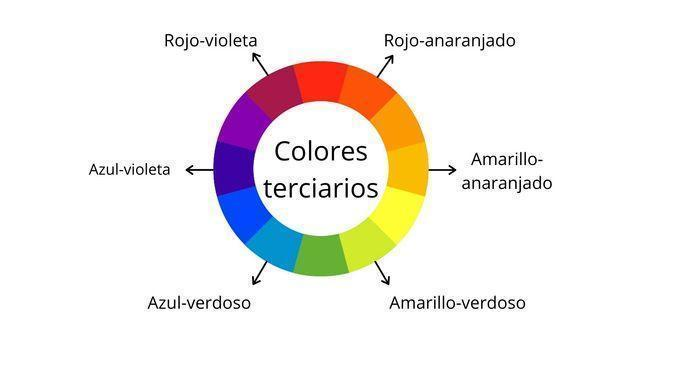 Rojo-violeta
Rojo-anaranjado
Colores
terciarios
Azul-violeta
Amarillo-
anaranjado
Azul-verdoso
Amarillo-verdoso